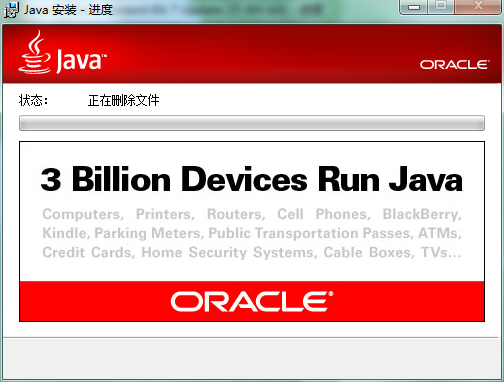 Java 安装 - 进度
Java™
ORACLE®
状态： 正在删除文件
3 Billion Devices Run Java
Computers, Printers, Routers, Cell Phones, BlackBerry,
Kindle, Parking Meters, Public Transportation Passes, ATMs,
Credit Cards, Home Security Systems, Cable Boxes, TVs...
ORACLE®